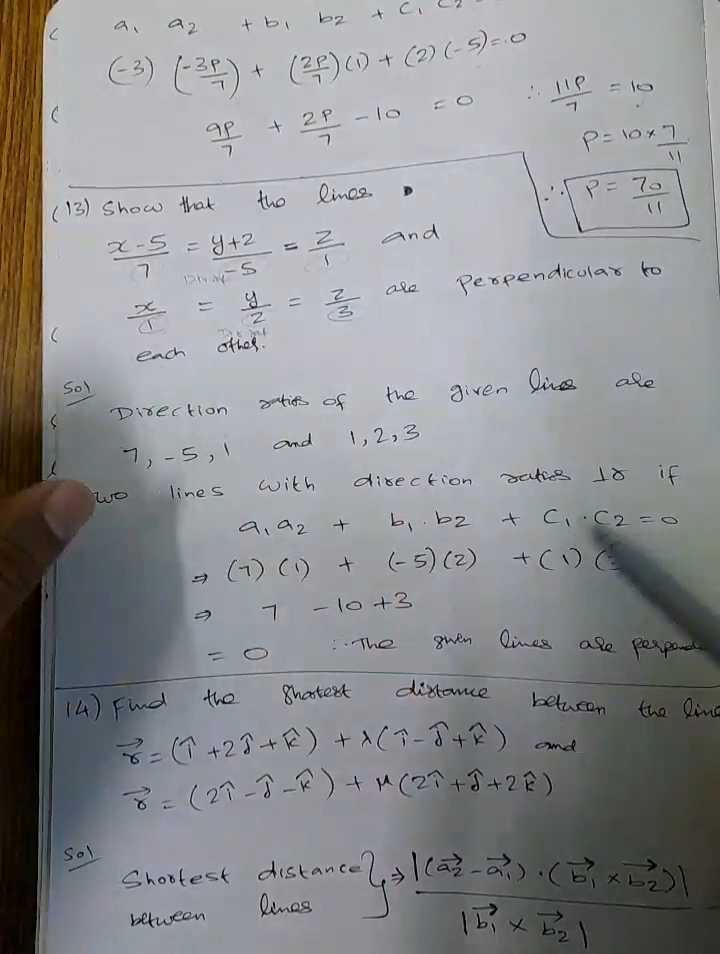 a₁ a₂ + b₁ b₂ + C₁ C₂ =
(-3) (-3P/7) + (2P/7)(1) + (2)(-5)=0
9P/7 + 2P/7 - 10 = 0
∴ 11P/7 = 10
P = 10 × 7/11
∴ P = 70/11
(13) Show that the lines
x-5/7 = y+2/-5 = z/1 and
x/1 = y/2 = z/3 are perpendicular to
each other.
Sol
Direction ratios of the given lines are
7, -5, 1 and 1, 2, 3
wo lines with direction ratios ⊥r if
a₁ a₂ + b₁ . b₂ + C₁ . C₂ = 0
⇒ (7) (1) + (-5) (2) + (1) (
⇒ 7 - 10 + 3
= 0 ∴ The given lines are perpend
14) Find the Shortest distance between the line
r⃗ = (î + 2ĵ + k̂) + λ(î - ĵ + k̂) and
r⃗ = (2î - ĵ - k̂) + μ(2î + ĵ + 2k̂)
Sol
Shortest distance between lines } ⇒ |(a⃗₂ - a⃗₁) . (b⃗₁ × b⃗₂)| / |b⃗₁ × b⃗₂|